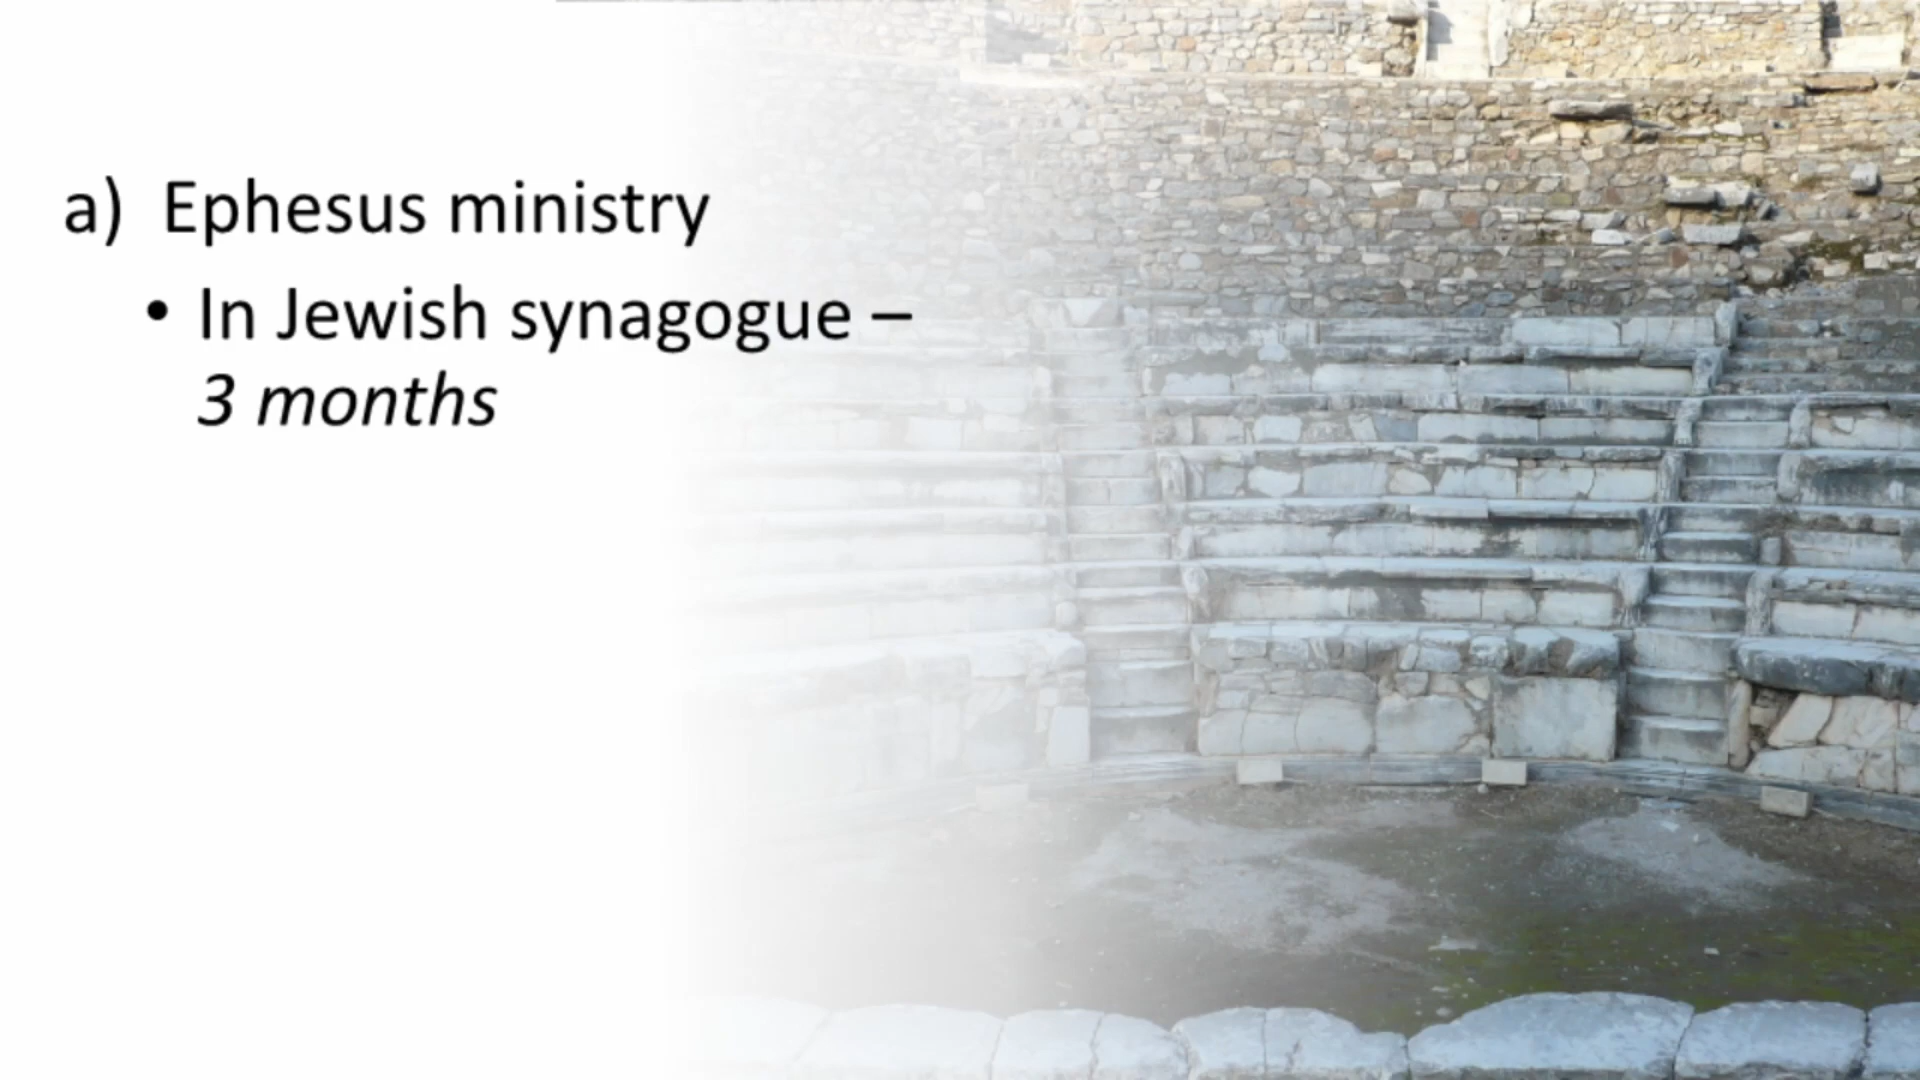 a) Ephesus ministry
• In Jewish synagogue –
3 months